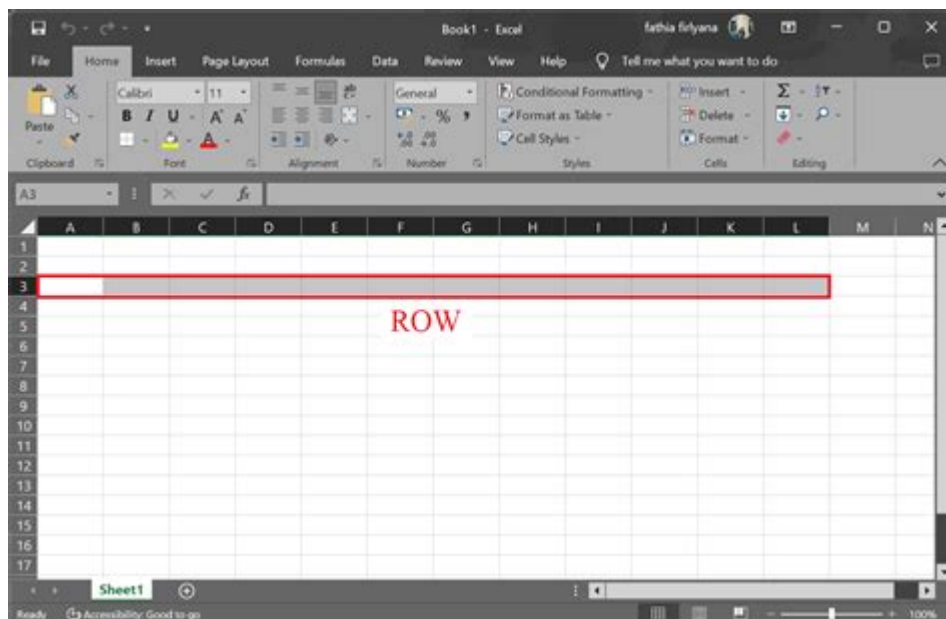 Book1 - Excel
fathia firlyana
File Home Insert Page Layout Formulas Data Review View Help Tell me what you want to do
Calibri 11 General Conditional Formatting Insert
Paste B I U A A % Format as Table Delete
Cell Styles Format
Clipboard Font Alignment Number Styles Cells Editing
A3 fx
A B C D E F G H I J K L M N
1
2
3
4
ROW
5
6
7
8
9
10
11
12
13
14
15
16
17
Sheet1
Ready Accessibility: Good to go 100%